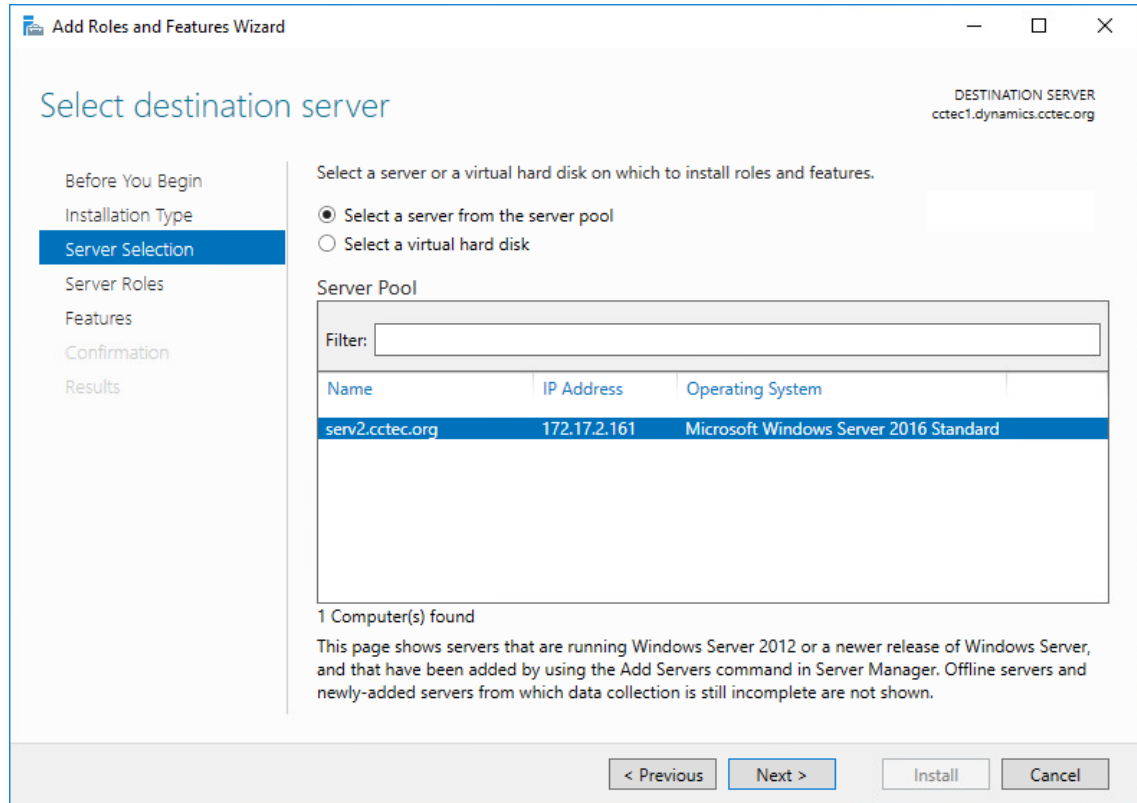 Add Roles and Features Wizard
Select destination server
DESTINATION SERVER
cctec1.dynamics.cctec.org
Before You Begin
Installation Type
Server Selection
Server Roles
Features
Confirmation
Results
Select a server or a virtual hard disk on which to install roles and features.
Select a server from the server pool
Select a virtual hard disk
Server Pool
Filter:
Name IP Address Operating System
serv2.cctec.org 172.17.2.161 Microsoft Windows Server 2016 Standard
1 Computer(s) found
This page shows servers that are running Windows Server 2012 or a newer release of Windows Server,
and that have been added by using the Add Servers command in Server Manager. Offline servers and
newly-added servers from which data collection is still incomplete are not shown.
< Previous Next > Install Cancel